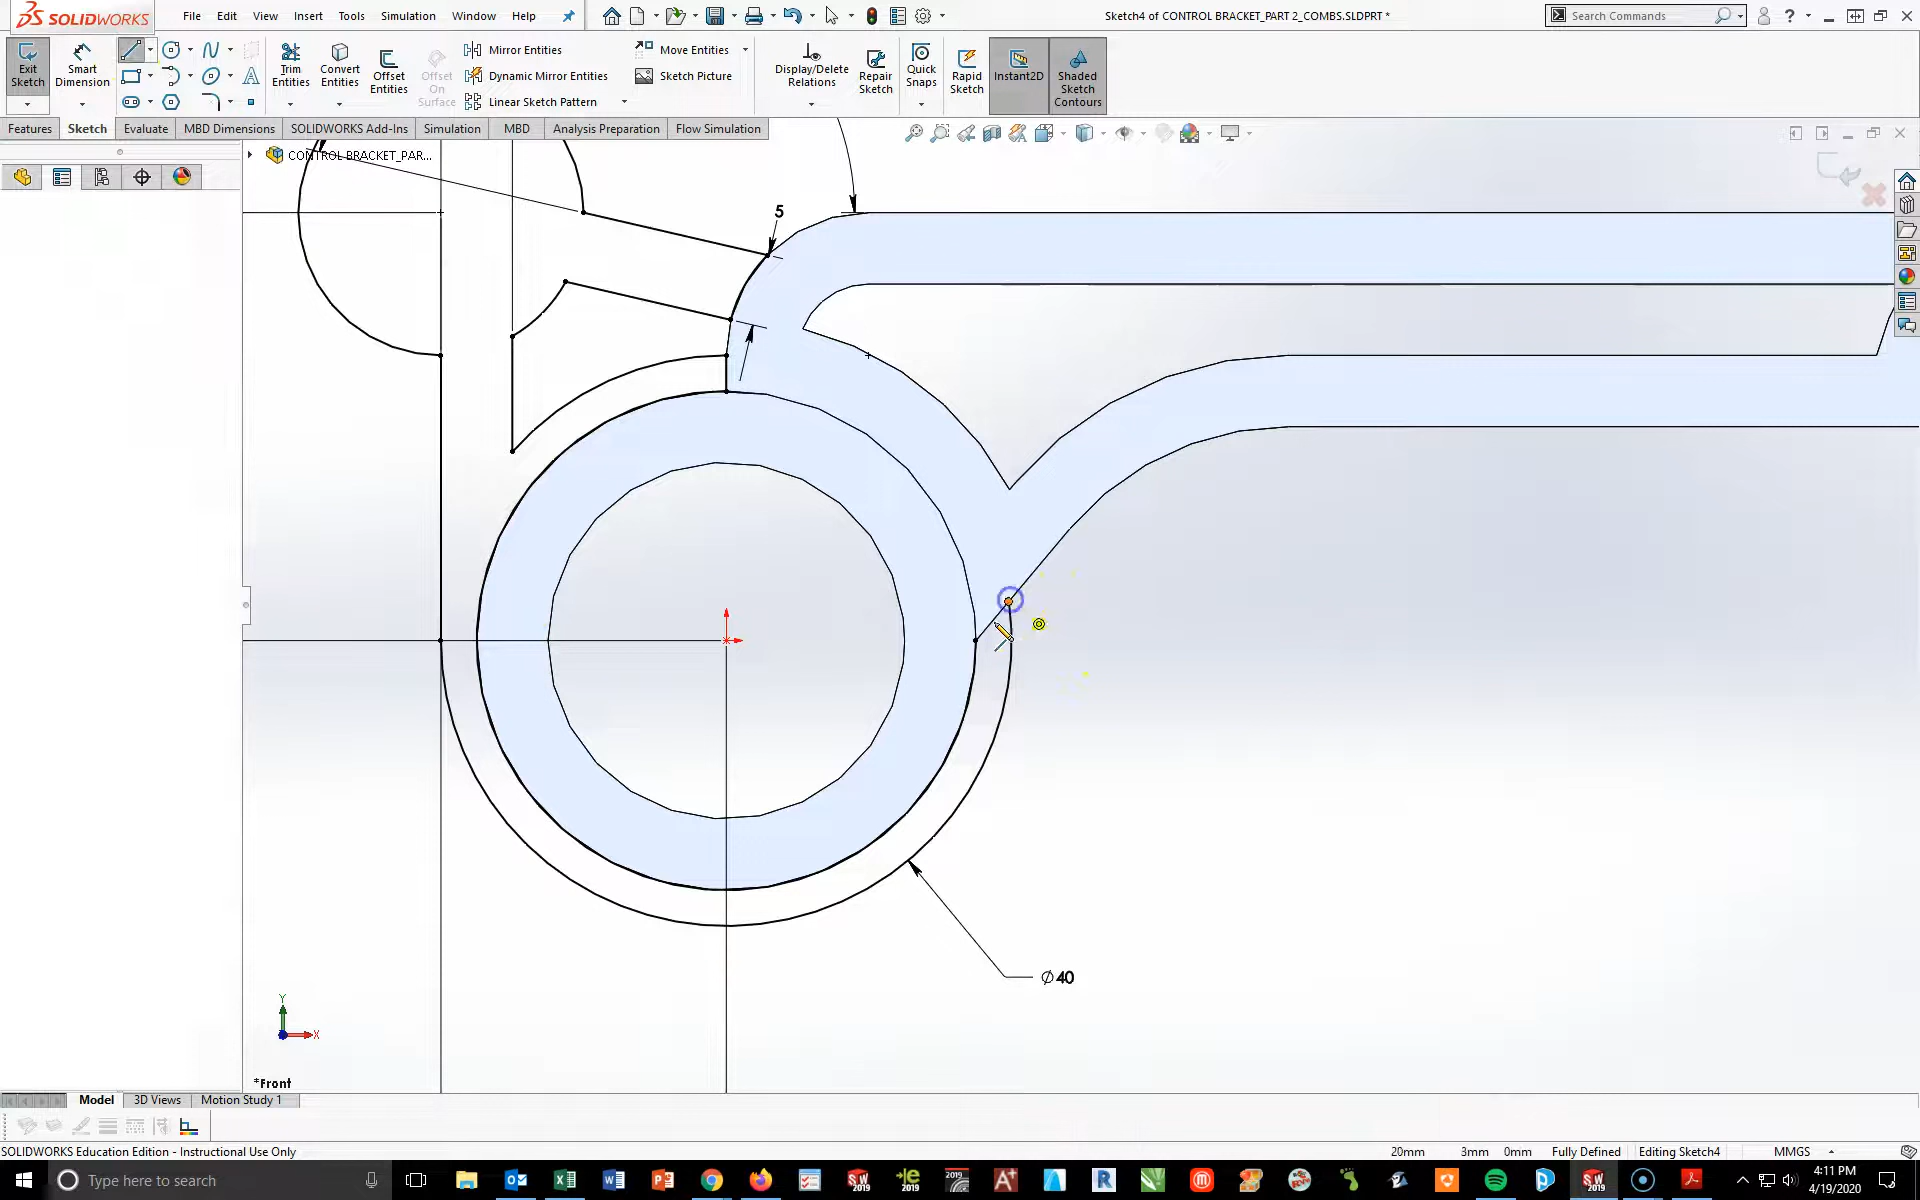 SOLIDWORKS File Edit View Insert Tools Simulation Window Help Sketch4 of CONTROL BRACKET_PART 2_COMBS.SLDPRT * Search Commands ?
Exit Sketch
Smart Dimension
Trim Entities
Convert Entities
Offset Entities
Offset On Surface
Mirror Entities
Dynamic Mirror Entities
Linear Sketch Pattern
Move Entities
Sketch Picture
Display/Delete Relations
Repair Sketch
Quick Snaps
Rapid Sketch
Instant2D
Shaded Sketch Contours
Features Sketch Evaluate MBD Dimensions SOLIDWORKS Add-Ins Simulation MBD Analysis Preparation Flow Simulation
CONTROL BRACKET_PAR...
5
Ø40
Y
X
*Front
Model 3D Views Motion Study 1
SOLIDWORKS Education Edition - Instructional Use Only 20mm 3mm 0mm Fully Defined Editing Sketch4 MMGS
Type here to search
4:11 PM
4/19/2020